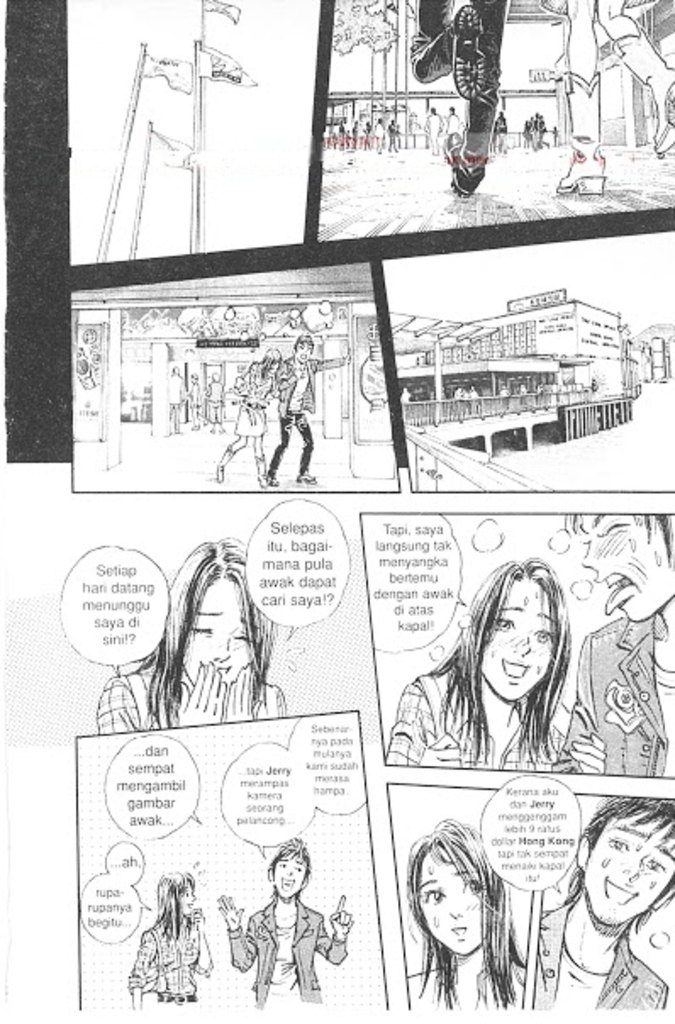 Setiap
hari datang
menunggu
saya di
sini!?
Selepas
itu, bagai-
mana pula
awak dapat
cari saya!?
Tapi, saya
langsung tak
menyangka
bertemu
dengan awak
di atas
kapal!
Sebenar-
nya pada
mulanya
kami sudah
merasa
hampa.
...tapi Jerry
merampas
kamera
seorang
pelancong...
...dan
sempat
mengambil
gambar
awak...
...ah,
rupa-
rupanya
begitu...
Kerana aku
dan Jerry
menggenggam
lebih 9 ratus
dollar Hong Kong
tapi tak sempat
menaiki kapal
itu!